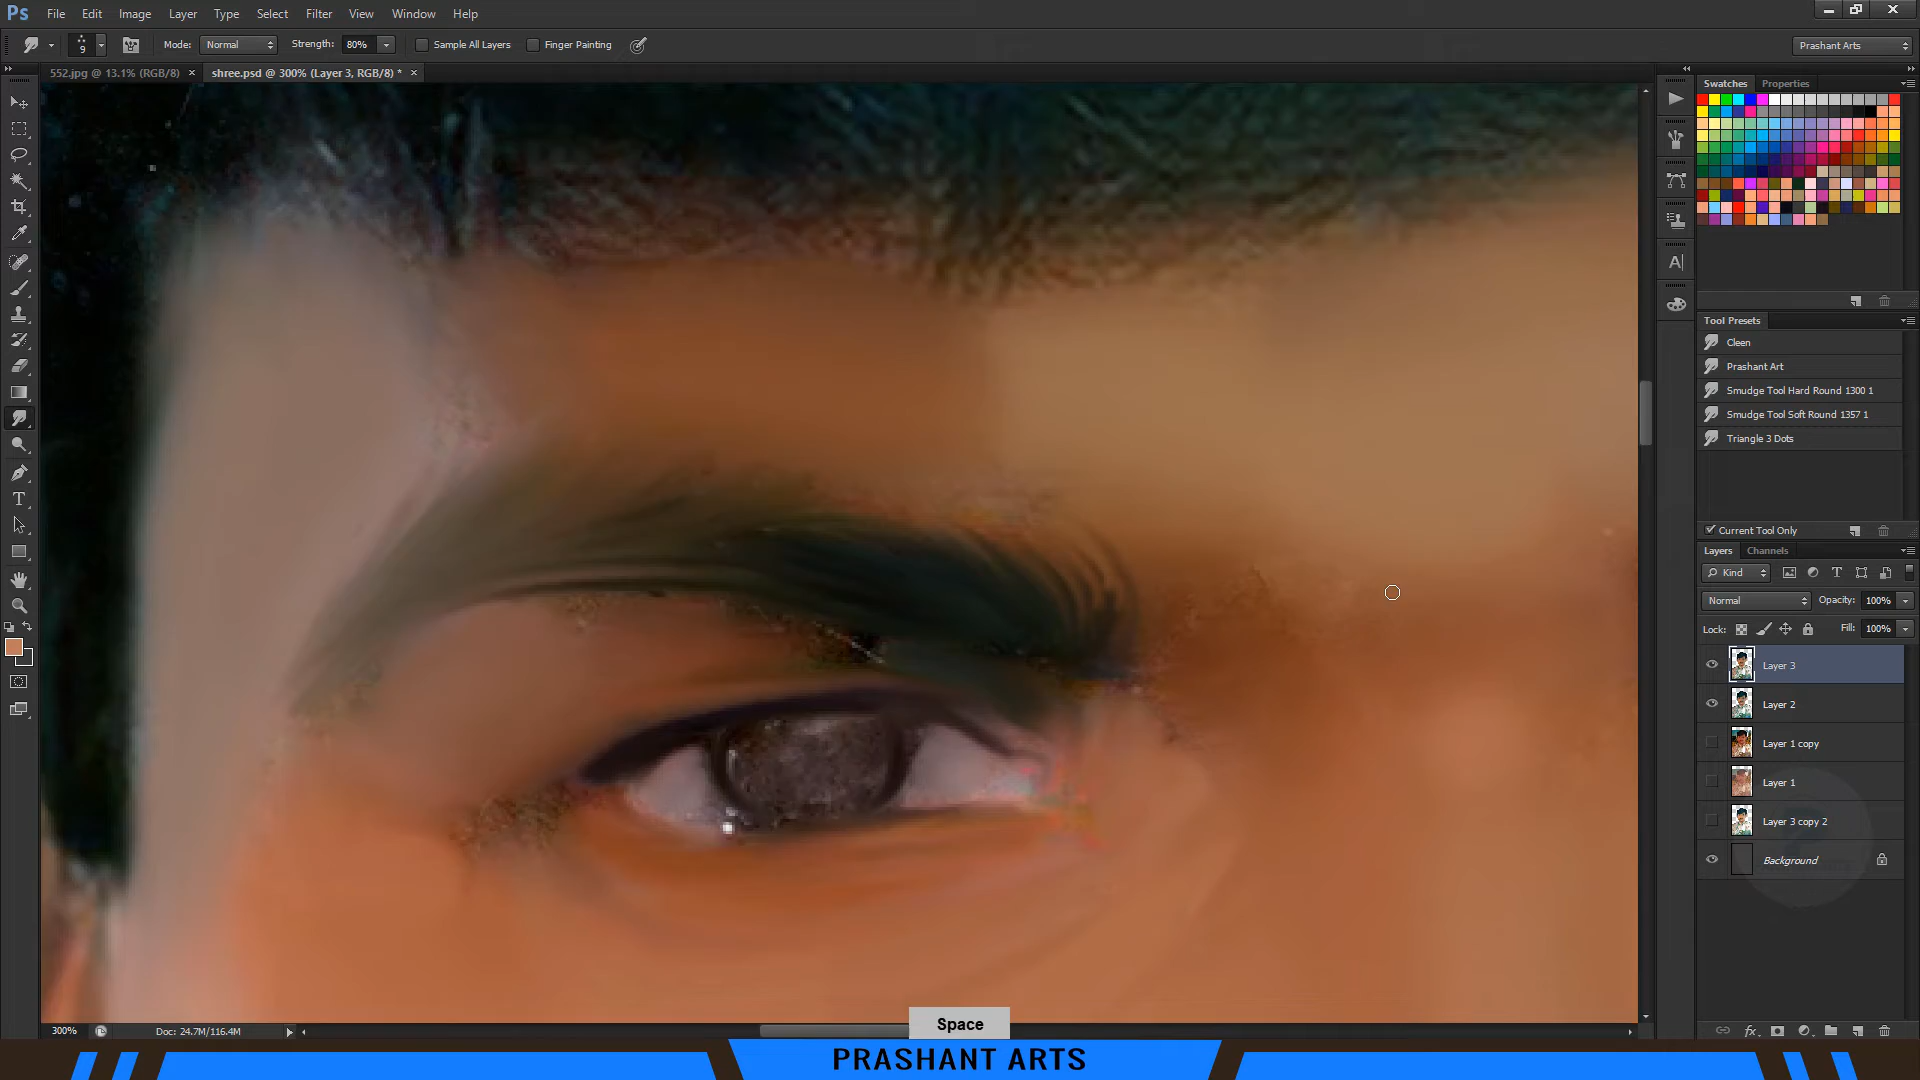 Ps File Edit Image Layer Type Select Filter 3D View Window Help
9 Mode: Normal Strength: 80% Sample All Layers Finger Painting Prashant Arts
552.jpg @ 13.1% (RGB/8) × shree.psd @ 300% (Layer 3, RGB/8) * ×
Swatches Properties
Tool Presets
Cleen
Prashant Art
Smudge Tool Hard Round 1300 1
Smudge Tool Soft Round 1357 1
Triangle 3 Dots
Current Tool Only
Layers Channels
Kind
Normal Opacity: 100%
Lock: Fill: 100%
Layer 3
Layer 2
Layer 1 copy
Layer 1
Layer 3 copy 2
Background
300% Doc: 24.7M/116.4M
Space
PRASHANT ARTS